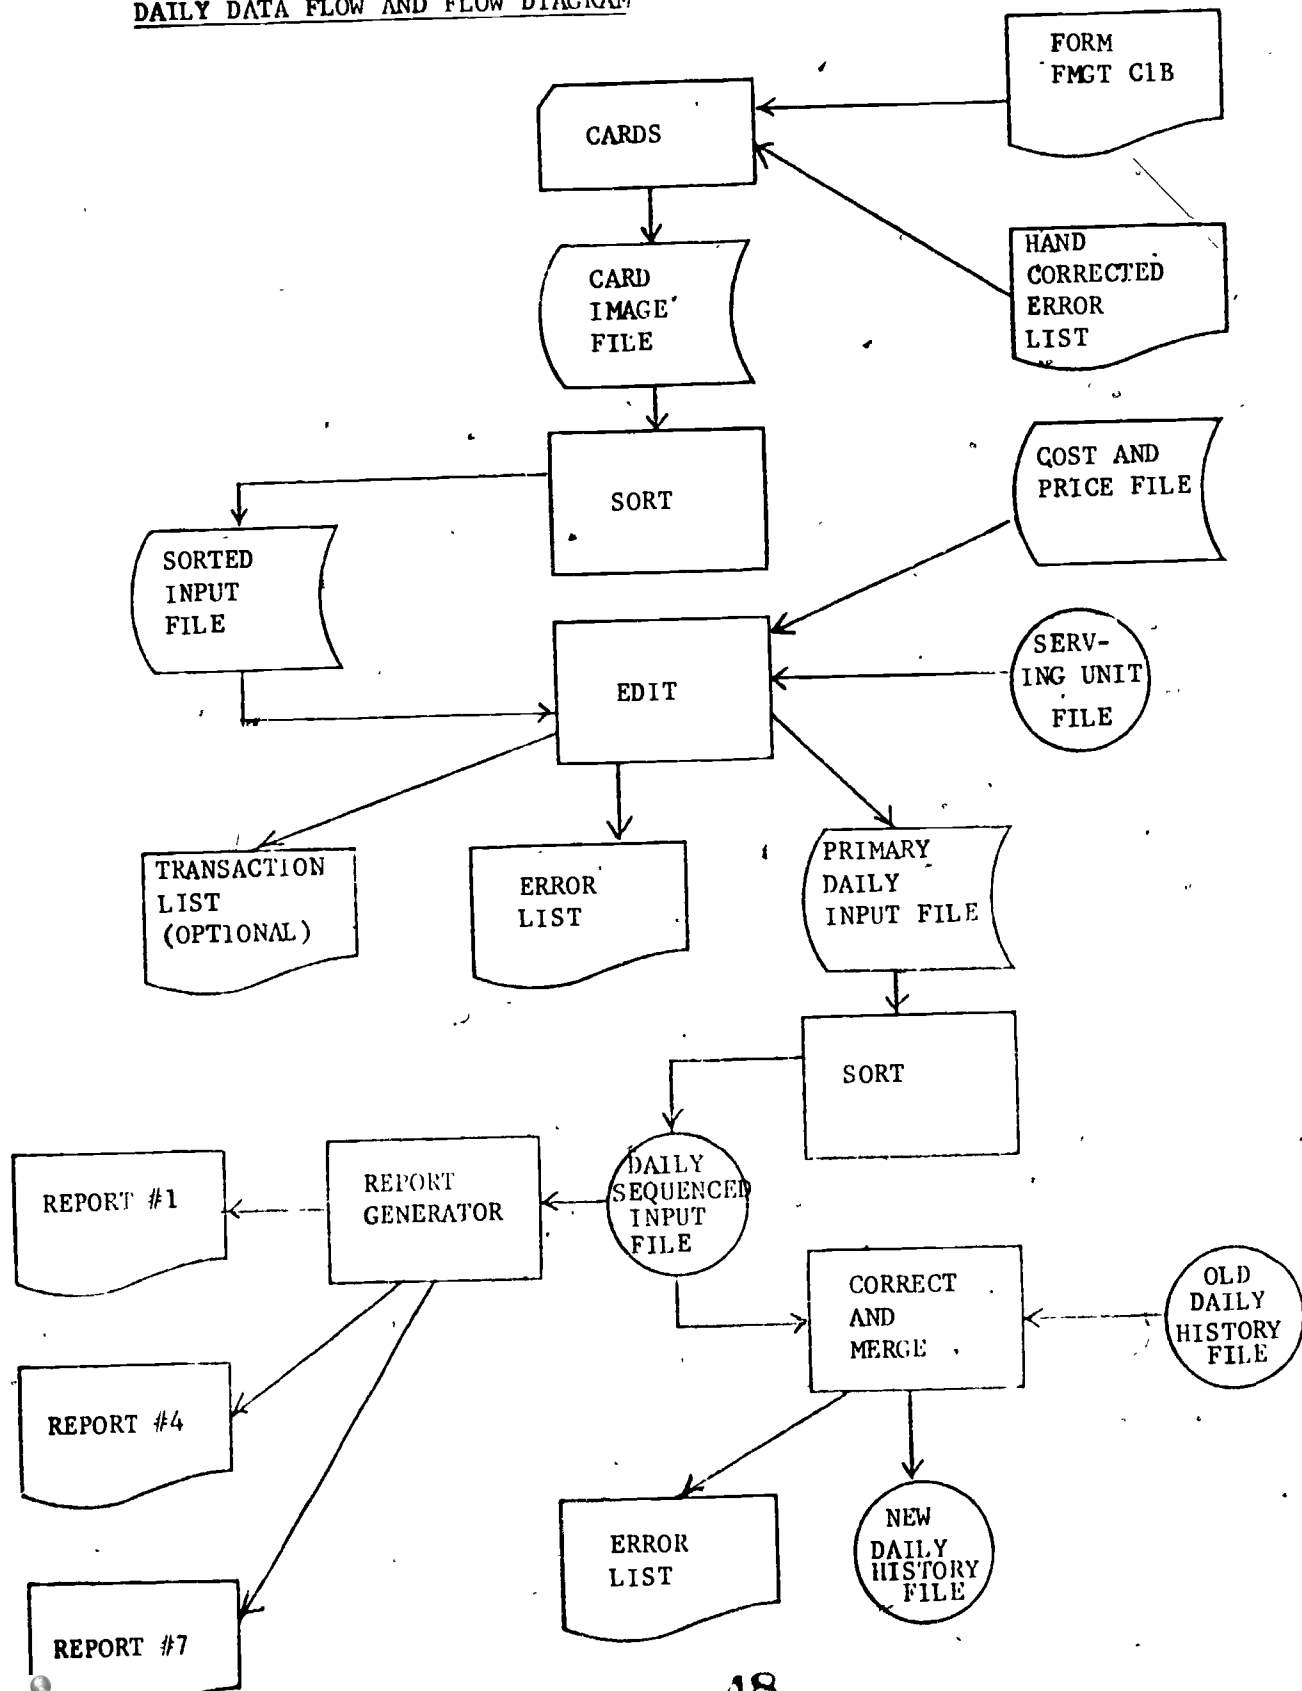 DAILY DATA FLOW AND FLOW DIAGRAM
FORM
FMGT C1B
CARDS
HAND
CORRECTED
ERROR
LIST
CARD
IMAGE
FILE
COST AND
PRICE FILE
SORT
SORTED
INPUT
FILE
SERV-
ING UNIT
FILE
EDIT
TRANSACTION
LIST
(OPTIONAL)
ERROR
LIST
PRIMARY
DAILY
INPUT FILE
SORT
REPORT #1
REPORT
GENERATOR
DAILY
SEQUENCED
INPUT
FILE
CORRECT
AND
MERGE
OLD
DAILY
HISTORY
FILE
REPORT #4
ERROR
LIST
NEW
DAILY
HISTORY
FILE
REPORT #7
48